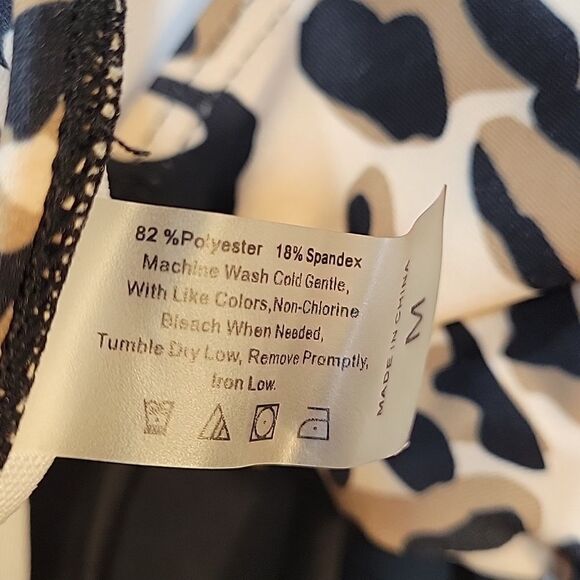 82 %Polyester 18% Spandex
Machine Wash Cold Gentle,
With Like Colors,Non-Chlorine
Bleach When Needed,
Tumble Dry Low, Remove Promptly,
Iron Low.
MADE IN CHINA
M